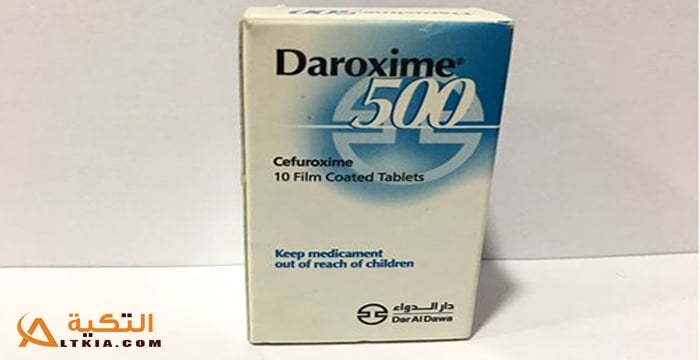 Daroxime®
500
Cefuroxime
10 Film Coated Tablets
Keep medicament
out of reach of children
دار الدواء
Dar Al Dawa
التكية
LTKIA.COM